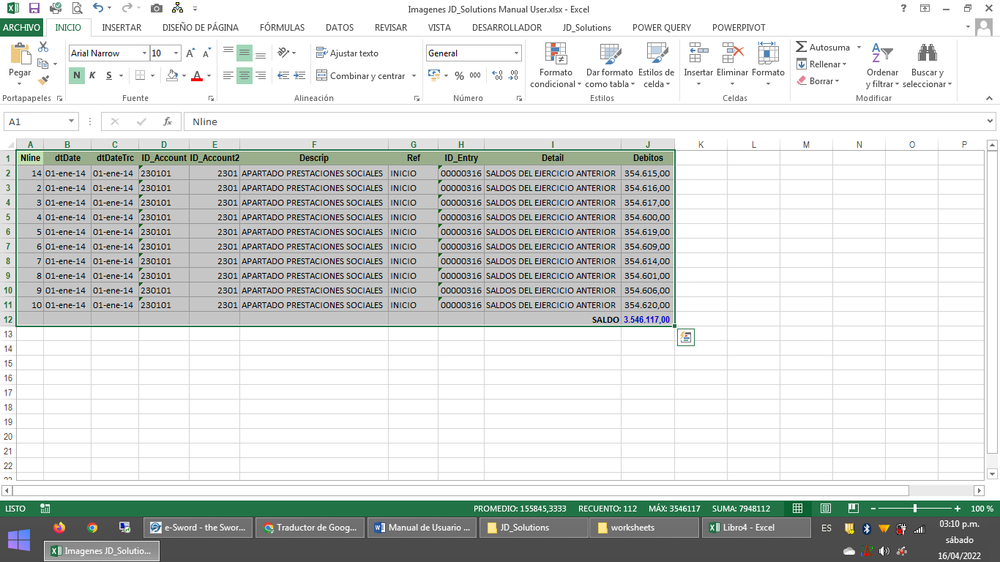 Imagenes JD_Solutions Manual User.xlsx - Excel
ARCHIVO INICIO INSERTAR DISEÑO DE PÁGINA FÓRMULAS DATOS REVISAR VISTA DESARROLLADOR JD_Solutions POWER QUERY POWERPIVOT
Pegar
Portapapeles
Arial Narrow 10
N K S
Fuente
Ajustar texto
Combinar y centrar
Alineación
General
% 000
Número
Formato condicional
Dar formato como tabla
Estilos de celda
Estilos
Insertar Eliminar Formato
Celdas
Autosuma
Rellenar
Borrar
Ordenar y filtrar
Buscar y seleccionar
Modificar
A1 fx Nline
A B C D E F G H I J K L M N O P
1 Nline dtDate dtDateTrc ID_Account ID_Account2 Descrip Ref ID_Entry Detail Debitos
2 14 01-ene-14 01-ene-14 230101 2301 APARTADO PRESTACIONES SOCIALES INICIO 00000316 SALDOS DEL EJERCICIO ANTERIOR 354.615,00
3 2 01-ene-14 01-ene-14 230101 2301 APARTADO PRESTACIONES SOCIALES INICIO 00000316 SALDOS DEL EJERCICIO ANTERIOR 354.616,00
4 3 01-ene-14 01-ene-14 230101 2301 APARTADO PRESTACIONES SOCIALES INICIO 00000316 SALDOS DEL EJERCICIO ANTERIOR 354.617,00
5 4 01-ene-14 01-ene-14 230101 2301 APARTADO PRESTACIONES SOCIALES INICIO 00000316 SALDOS DEL EJERCICIO ANTERIOR 354.600,00
6 5 01-ene-14 01-ene-14 230101 2301 APARTADO PRESTACIONES SOCIALES INICIO 00000316 SALDOS DEL EJERCICIO ANTERIOR 354.619,00
7 6 01-ene-14 01-ene-14 230101 2301 APARTADO PRESTACIONES SOCIALES INICIO 00000316 SALDOS DEL EJERCICIO ANTERIOR 354.609,00
8 7 01-ene-14 01-ene-14 230101 2301 APARTADO PRESTACIONES SOCIALES INICIO 00000316 SALDOS DEL EJERCICIO ANTERIOR 354.614,00
9 8 01-ene-14 01-ene-14 230101 2301 APARTADO PRESTACIONES SOCIALES INICIO 00000316 SALDOS DEL EJERCICIO ANTERIOR 354.601,00
10 9 01-ene-14 01-ene-14 230101 2301 APARTADO PRESTACIONES SOCIALES INICIO 00000316 SALDOS DEL EJERCICIO ANTERIOR 354.606,00
11 10 01-ene-14 01-ene-14 230101 2301 APARTADO PRESTACIONES SOCIALES INICIO 00000316 SALDOS DEL EJERCICIO ANTERIOR 354.620,00
12 SALDO 3.546.117,00
13
14
15
16
17
18
19
20
21
22
LISTO PROMEDIO: 155845,3333 RECUENTO: 112 MÁX: 3546117 SUMA: 7948112 100 %
e-Sword - the Swor... Traductor de Goog... Manual de Usuario ... JD_Solutions worksheets Libro4 - Excel ES 03:10 p.m.
sábado
Imagenes JD_Solutio... 16/04/2022